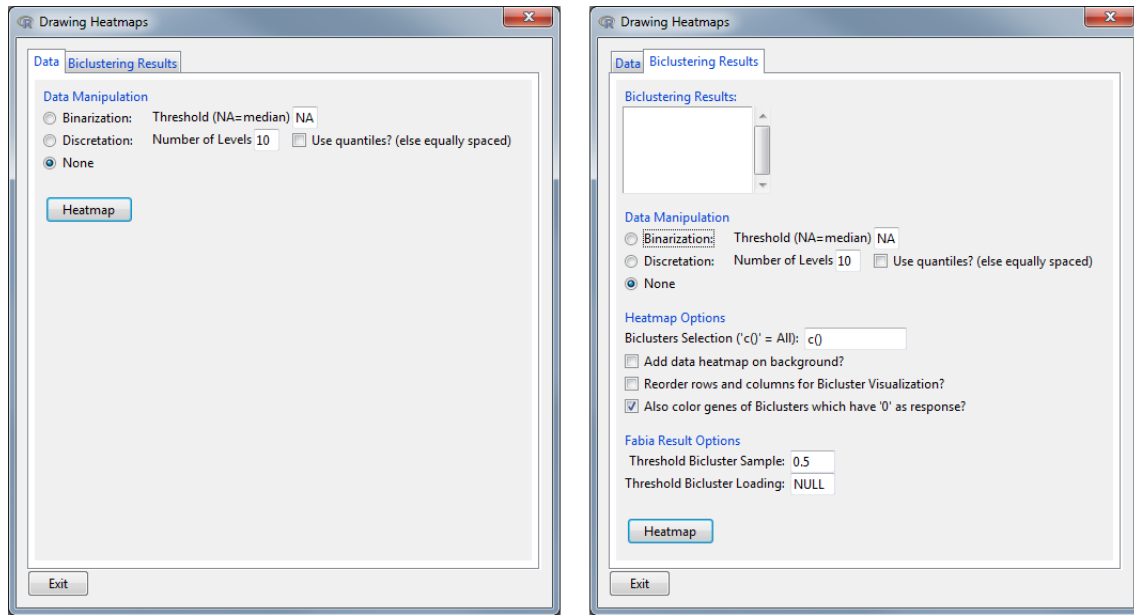 Drawing Heatmaps
Data Biclustering Results
Data Manipulation
Binarization: Threshold (NA=median) NA
Discretation: Number of Levels 10 Use quantiles? (else equally spaced)
None
Heatmap
Exit
Drawing Heatmaps
Data Biclustering Results
Biclustering Results:
Data Manipulation
Binarization: Threshold (NA=median) NA
Discretation: Number of Levels 10 Use quantiles? (else equally spaced)
None
Heatmap Options
Biclusters Selection ('c()' = All): c()
Add data heatmap on background?
Reorder rows and columns for Bicluster Visualization?
Also color genes of Biclusters which have '0' as response?
Fabia Result Options
Threshold Bicluster Sample: 0.5
Threshold Bicluster Loading: NULL
Heatmap
Exit